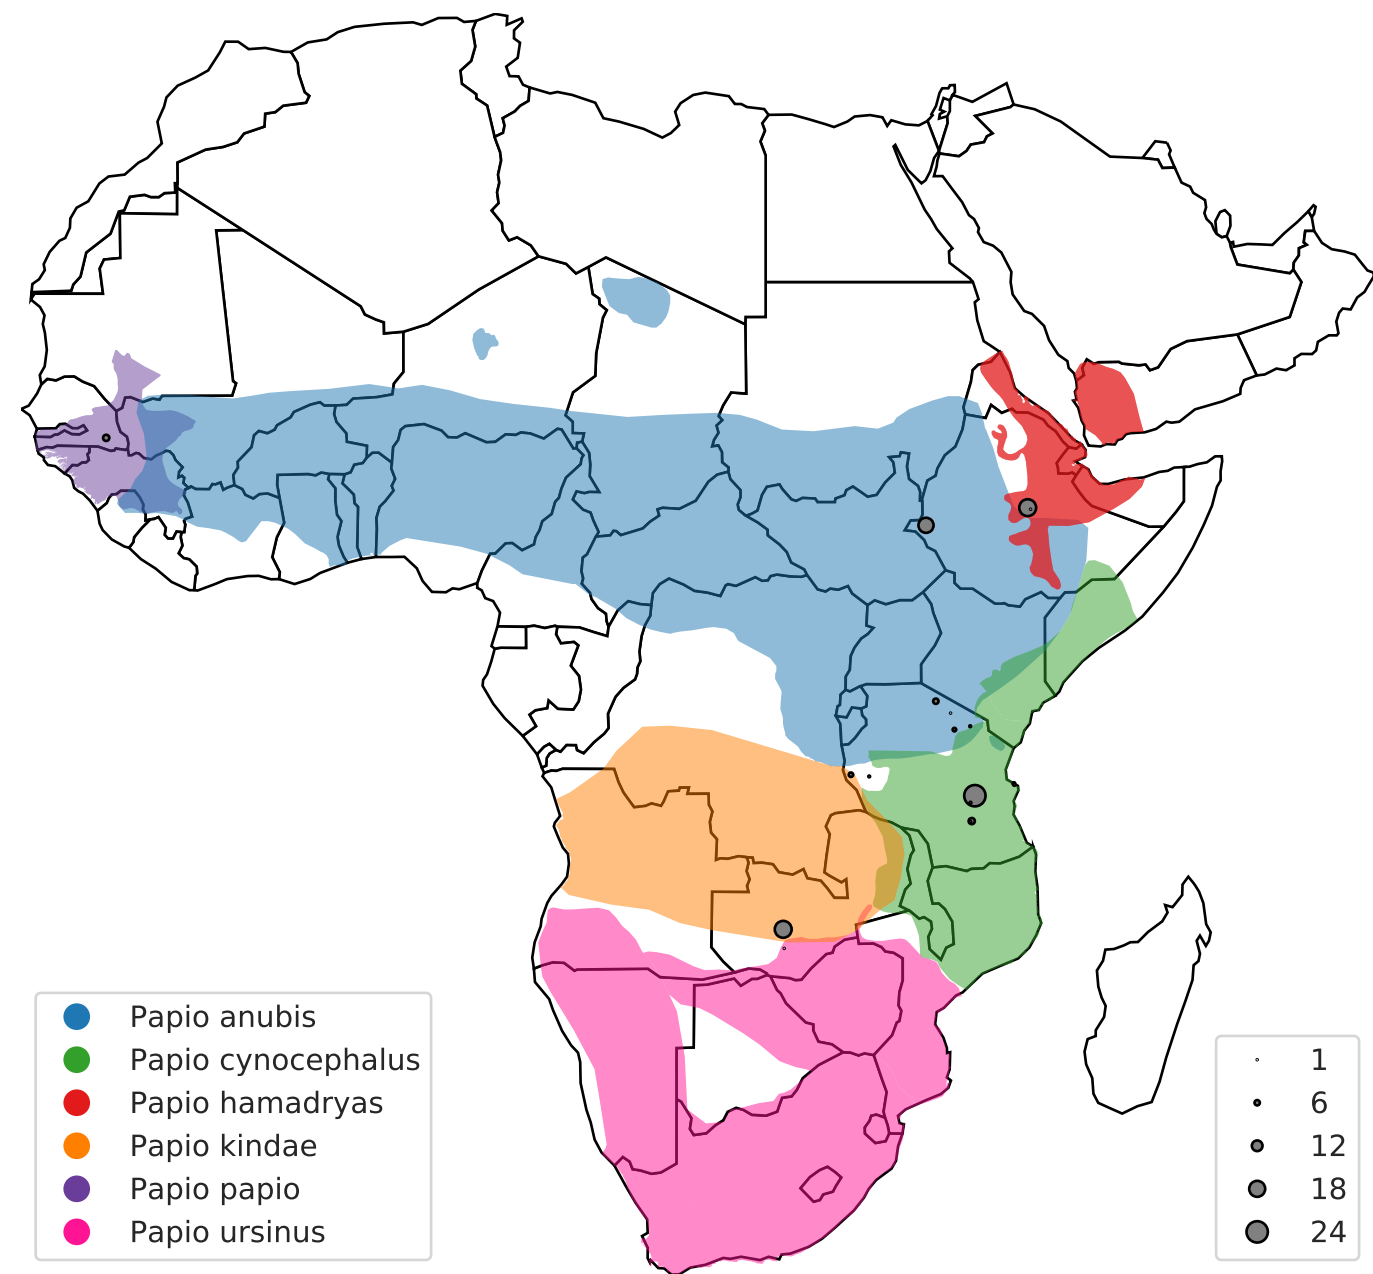 Papio anubis
Papio cynocephalus
Papio hamadryas
Papio kindae
Papio papio
Papio ursinus
1
6
12
18
24